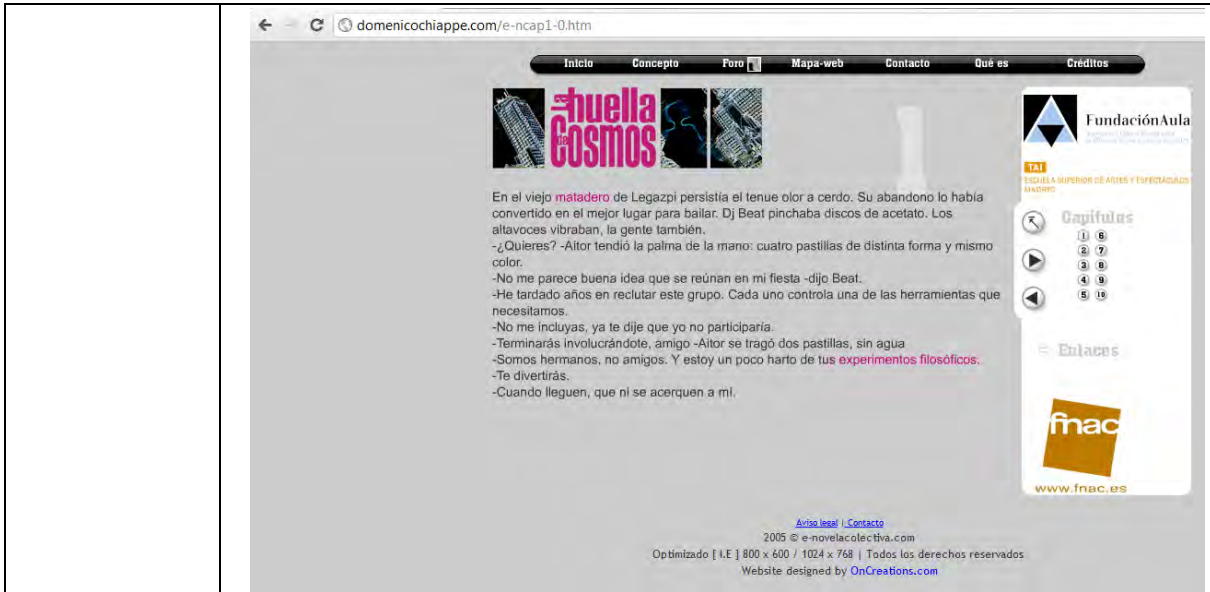 domenicochiappe.com/e-ncap1-0.htm
Inicio Concepto Foro Mapa-web Contacto Qué es Créditos
la huella de COSMOS
1
FundaciónAula
TAI
ESCUELA SUPERIOR DE ARTES Y ESPECTÁCULOS
MADRID
En el viejo matadero de Legazpi persistía el tenue olor a cerdo. Su abandono lo había
convertido en el mejor lugar para bailar. Dj Beat pinchaba discos de acetato. Los
altavoces vibraban, la gente también.
-¿Quieres? -Aitor tendió la palma de la mano: cuatro pastillas de distinta forma y mismo
color.
-No me parece buena idea que se reúnan en mi fiesta -dijo Beat.
-He tardado años en reclutar este grupo. Cada uno controla una de las herramientas que
necesitamos.
-No me incluyas, ya te dije que yo no participaría.
-Terminarás involucrándote, amigo -Aitor se tragó dos pastillas, sin agua
-Somos hermanos, no amigos. Y estoy un poco harto de tus experimentos filosóficos.
-Te divertirás.
-Cuando lleguen, que ni se acerquen a mí.
Capítulos
1 6
2 7
3 8
4 9
5 10
Enlaces
fnac
www.fnac.es
Aviso legal | Contacto
2005 © e-novelacolectiva.com
Optimizado [ I.E ] 800 x 600 / 1024 x 768 | Todos los derechos reservados
Website designed by OnCreations.com